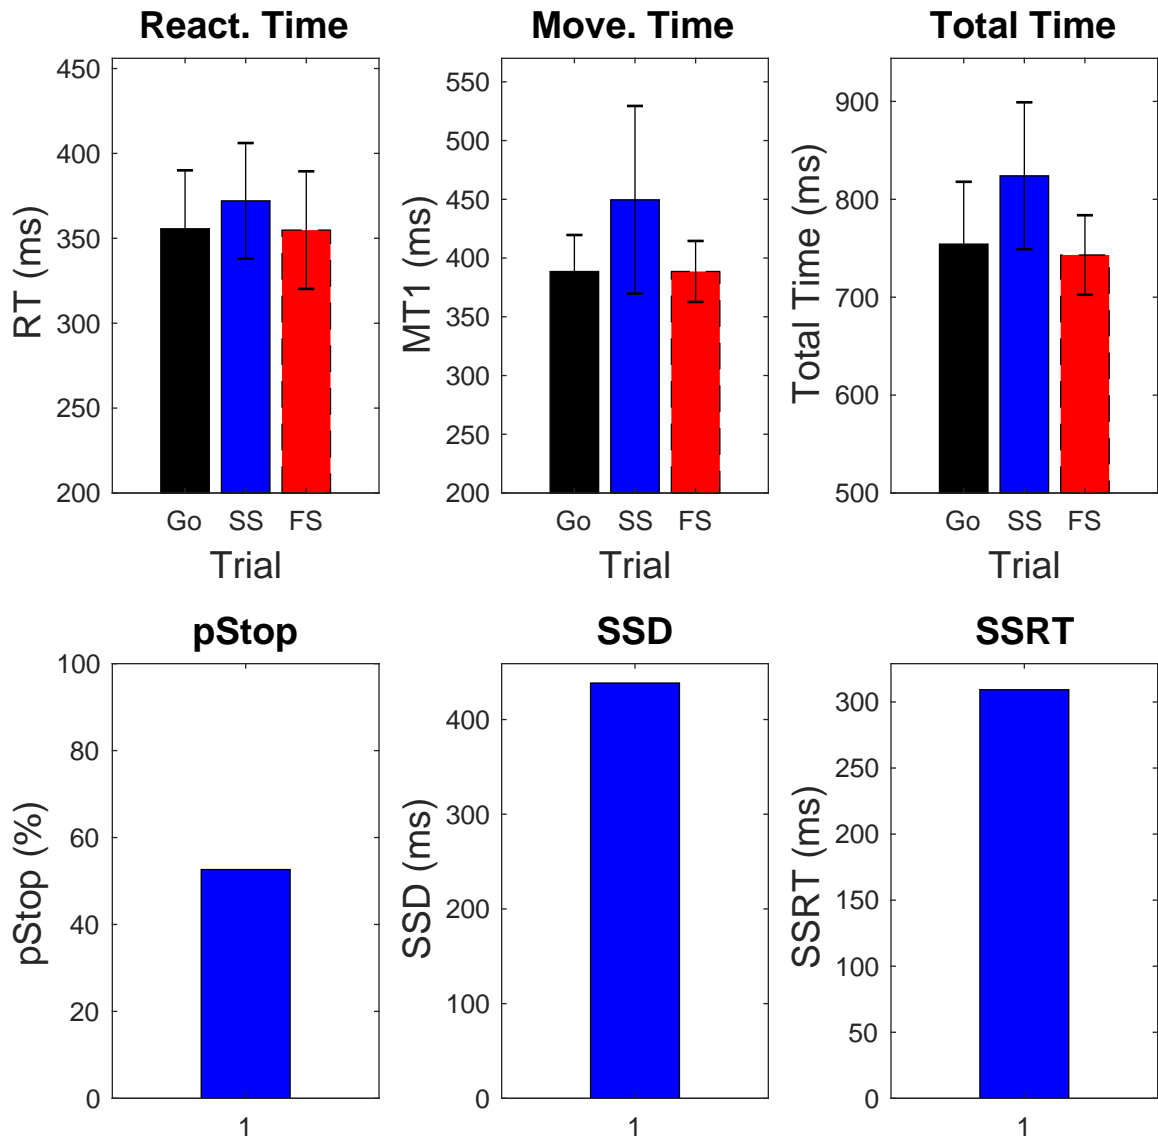 React. Time
Move. Time
Total Time
RT (ms)
450
400
350
300
250
200
Go SS FS
Trial
MT1 (ms)
550
500
450
400
350
300
250
200
Go SS FS
Trial
Total Time (ms)
900
800
700
600
500
Go SS FS
Trial
pStop
SSD
SSRT
pStop (%)
100
80
60
40
20
0
1
SSD (ms)
400
300
200
100
0
1
SSRT (ms)
300
250
200
150
100
50
0
1